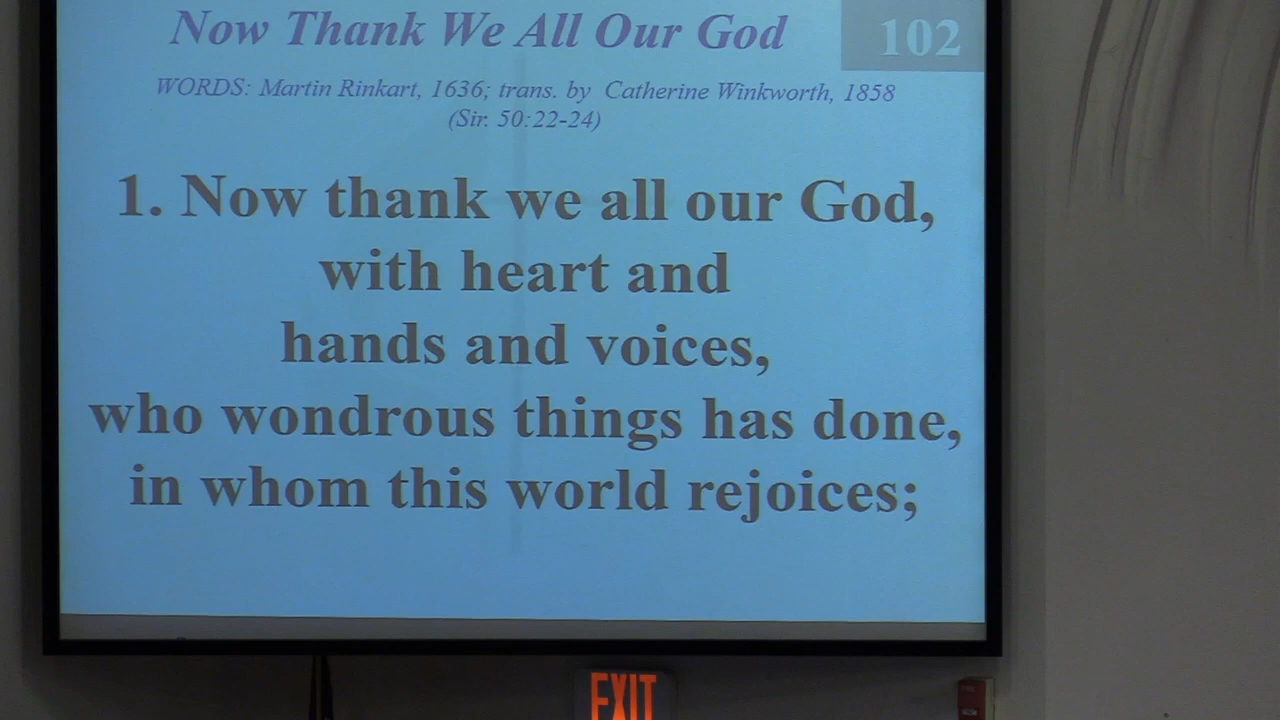 Now Thank We All Our God
102
WORDS: Martin Rinkart, 1636; trans. by Catherine Winkworth, 1858
(Sir. 50:22-24)
1. Now thank we all our God,
with heart and
hands and voices,
who wondrous things has done,
in whom this world rejoices;
EXIT